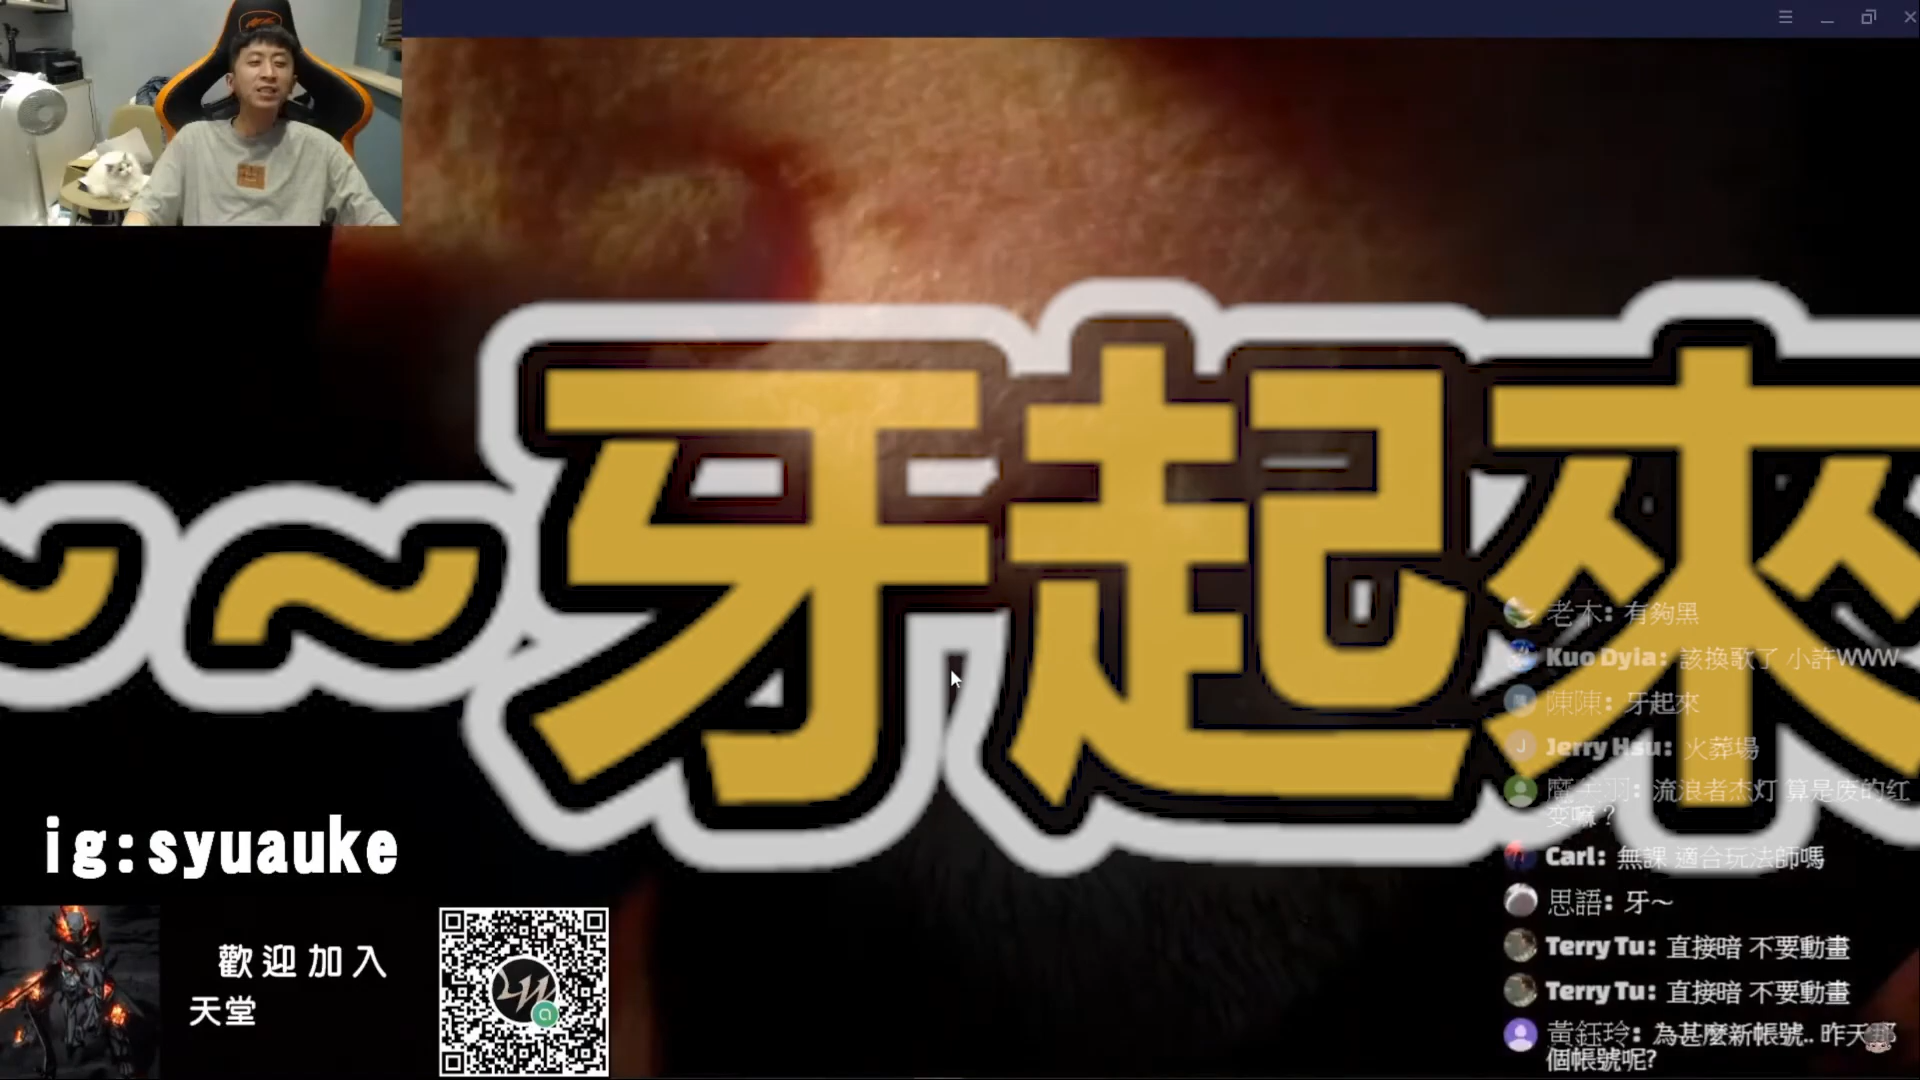 ~~牙起來
老木: 有夠黑
Kuo Dyla: 該換歌了 小許WWW
陳陳: 牙起來
Jerry Hsu: 火葬場
流浪者杰灯 算是废的红
变嘛？
Carl: 無課 適合玩法師嗎
思語: 牙～
Terry Tu: 直接暗 不要動畫
Terry Tu: 直接暗 不要動畫
黃鈺玲: 為甚麼新帳號.. 昨天那
個帳號呢?
ig:syuauke
歡迎加入
天堂